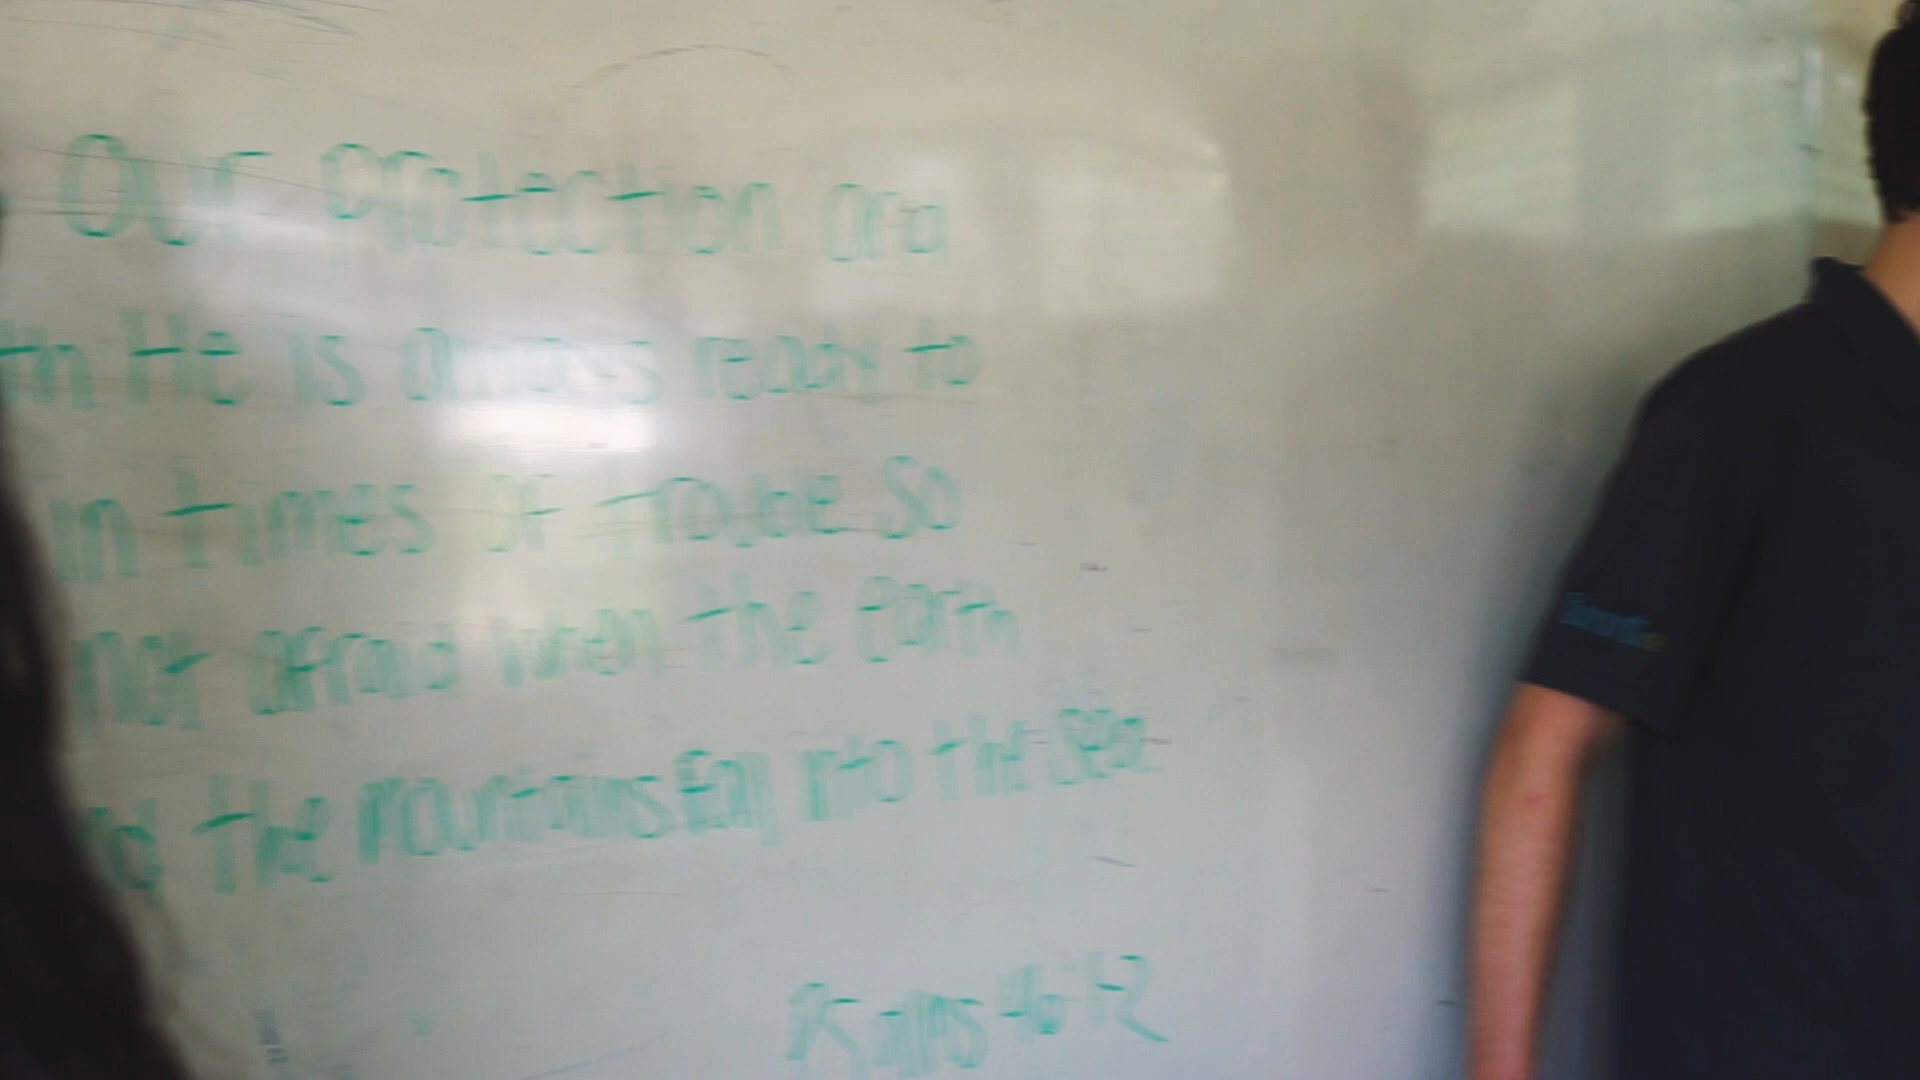 Our protection and
He is always ready to
in times of trouble So
not afraid when the Earth
the mountains fall into the Sea
Psalms 46:1-2